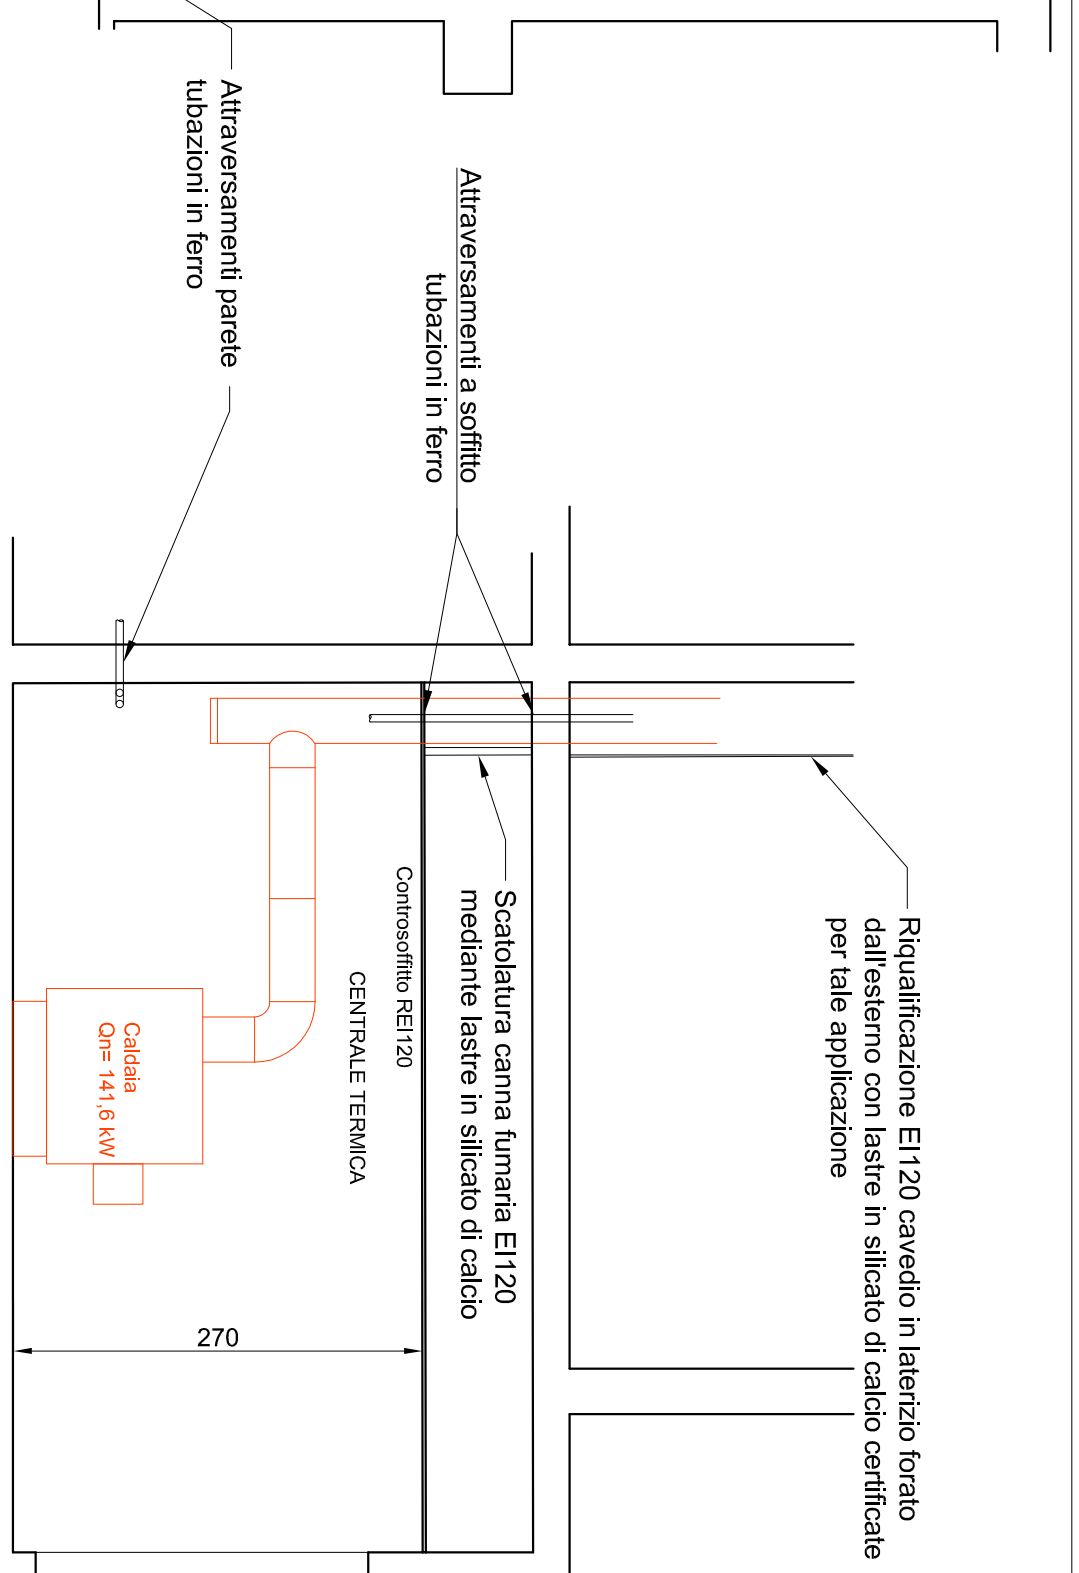 Attraversamenti parete
tubazioni in ferro
Attraversamenti a soffitto
tubazioni in ferro
Riqualificazione EI120 cavedio in laterizio forato
dall'esterno con lastre in silicato di calcio certificate
per tale applicazione
Scatolatura canna fumaria EI120
mediante lastre in silicato di calcio
Controsoffitto REI120
CENTRALE TERMICA
Caldaia
Qn= 141,6 kW
270